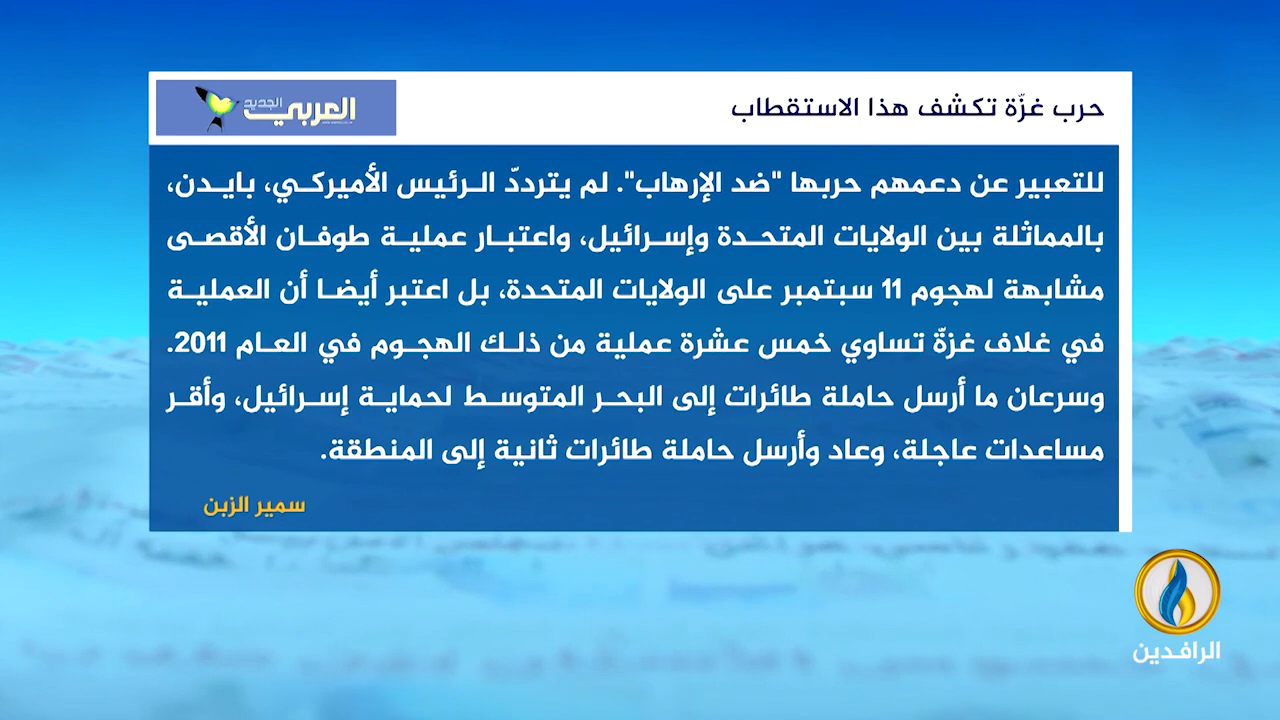 حرب غزّة تكشف هذا الاستقطاب
العربي الجديد
للتعبير عن دعمهم حربها "ضد الإرهاب". لم يتردّد الرئيس الأميركي، بايدن،
بالمماثلة بين الولايات المتحدة وإسرائيل، واعتبار عملية طوفان الأقصى
مشابهة لهجوم 11 سبتمبر على الولايات المتحدة، بل اعتبر أيضا أن العملية
في غلاف غزّة تساوي خمس عشرة عملية من ذلك الهجوم في العام 2011.
وسرعان ما أرسل حاملة طائرات إلى البحر المتوسط لحماية إسرائيل، وأقر
مساعدات عاجلة، وعاد وأرسل حاملة طائرات ثانية إلى المنطقة.
سمير الزبن
الرافدين